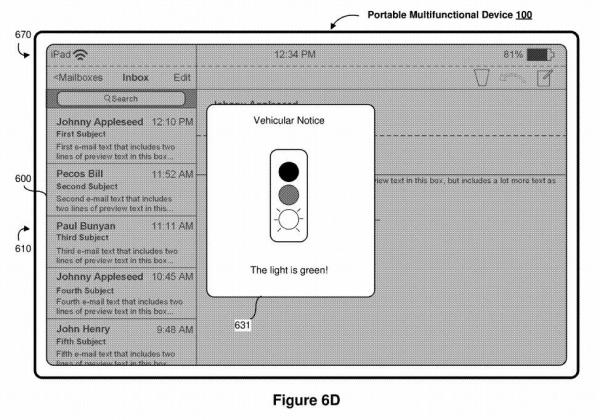 Portable Multifunctional Device 100
670
iPad 12:34 PM 81%
<Mailboxes Inbox Edit
Search
Johnny Appleseed
Johnny Appleseed 12:10 PM
First Subject
First e-mail text that includes two
lines of preview text in this box...
Pecos Bill 11:52 AM
Second Subject
Second e-mail text that includes
two lines of preview text in this...
Paul Bunyan 11:11 AM
Third Subject
Third e-mail text that includes two
lines of preview text in this box...
Johnny Appleseed 10:45 AM
Fourth Subject
Fourth e-mail text that includes two
lines of preview text in this box...
John Henry 9:48 AM
Fifth Subject
Fifth e-mail text that includes two
lines of preview text in this box...
600
610
Vehicular Notice
The light is green!
view text in this box, but includes a lot more text as
631
Figure 6D